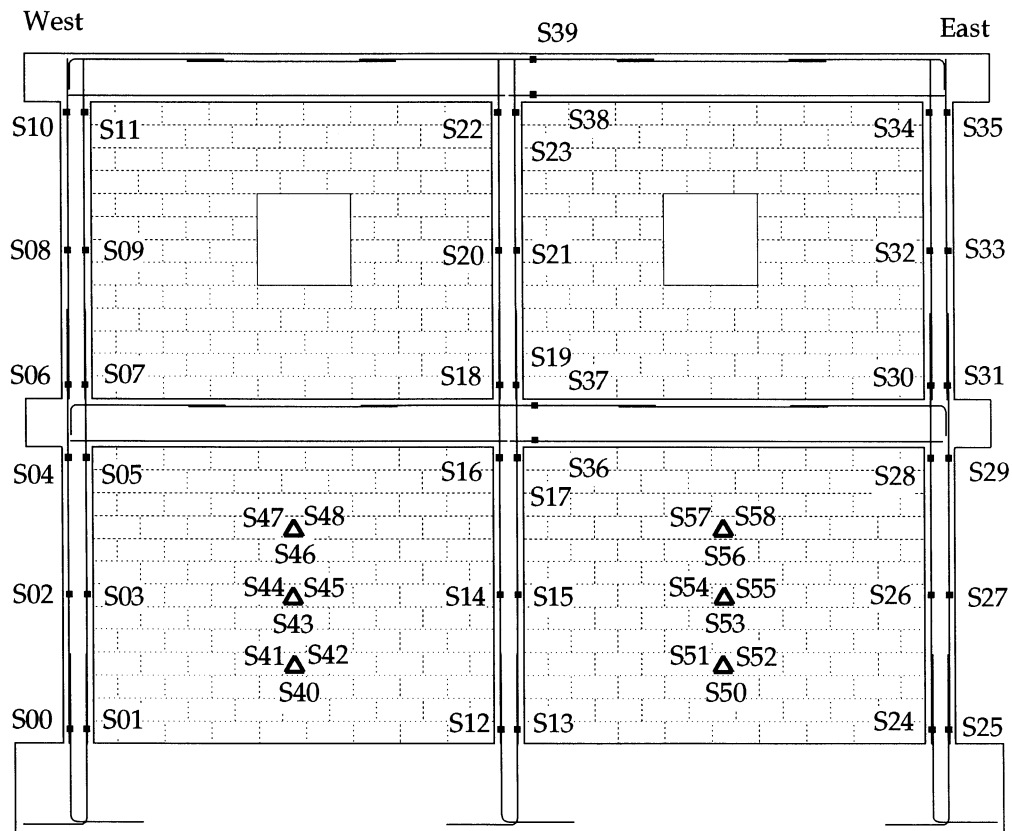 West
S39
East
S10 S11 S22 S38 S34 S35
S23
S08 S09 S20 S21 S32 S33
S19
S06 S07 S18 S37 S30 S31
S04 S05 S16 S36 S28 S29
S17
S47 S48 S57 S58
S46 S56
S02 S03 S44 S45 S14 S15 S54 S55 S26 S27
S43 S53
S41 S42 S51 S52
S40 S50
S00 S01 S12 S13 S24 S25